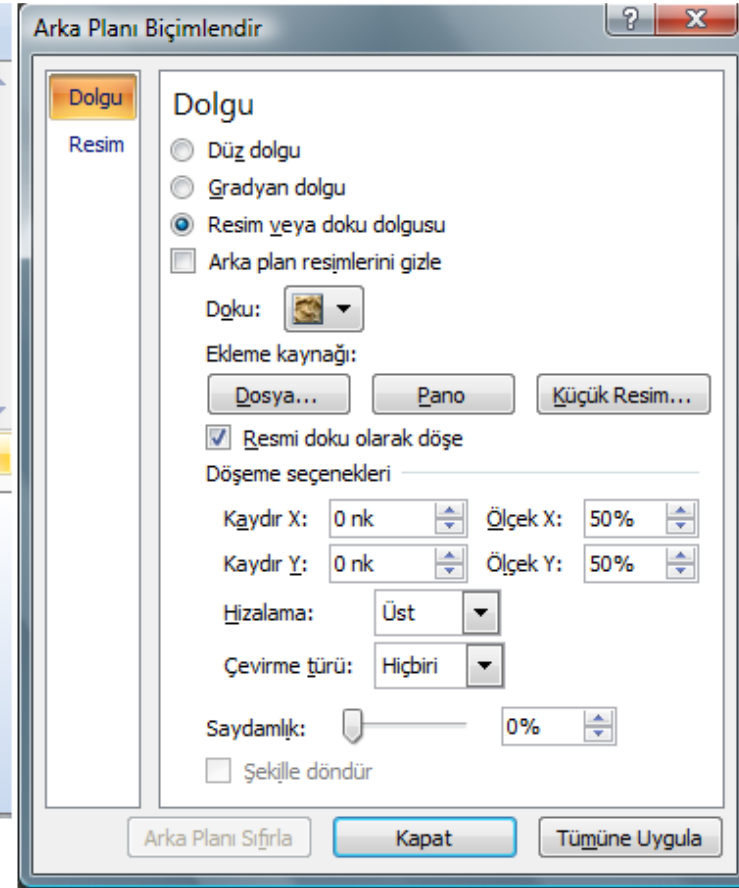 Arka Planı Biçimlendir
Dolgu
Resim
Dolgu
Düz dolgu
Gradyan dolgu
Resim veya doku dolgusu
Arka plan resimlerini gizle
Doku:
Ekleme kaynağı:
Dosya... Pano Küçük Resim...
Resmi doku olarak döşe
Döşeme seçenekleri
Kaydır X: 0 nk Ölçek X: 50%
Kaydır Y: 0 nk Ölçek Y: 50%
Hizalama: Üst
Çevirme türü: Hiçbiri
Saydamlık: 0%
Şekille döndür
Arka Planı Sıfırla Kapat Tümüne Uygula